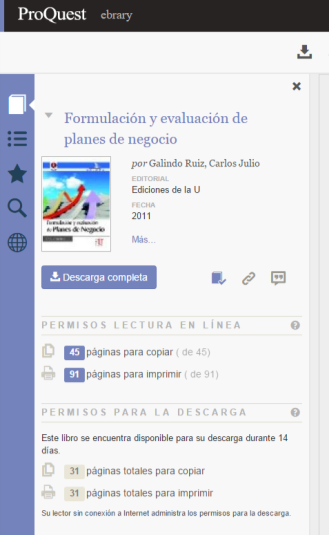 ProQuest ebrary
Formulación y evaluación de
planes de negocio
por Galindo Ruiz, Carlos Julio
EDITORIAL
Ediciones de la U
FECHA
2011
Más...
Formulación y evaluación
de Planes de Negocio
Descarga completa
PERMISOS LECTURA EN LÍNEA
45 páginas para copiar ( de 45)
91 páginas para imprimir ( de 91)
PERMISOS PARA LA DESCARGA
Este libro se encuentra disponible para su descarga durante 14
días.
31 páginas totales para copiar
31 páginas totales para imprimir
Su lector sin conexión a Internet administra los permisos para la descarga.